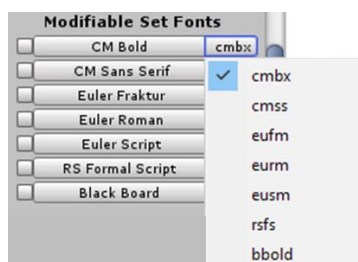 Modifiable Set Fonts
CM Bold cmbx
CM Sans Serif cmbx
Euler Fraktur cmss
Euler Roman eufm
Euler Script eurm
RS Formal Script eusm
Black Board rsfs
bbold